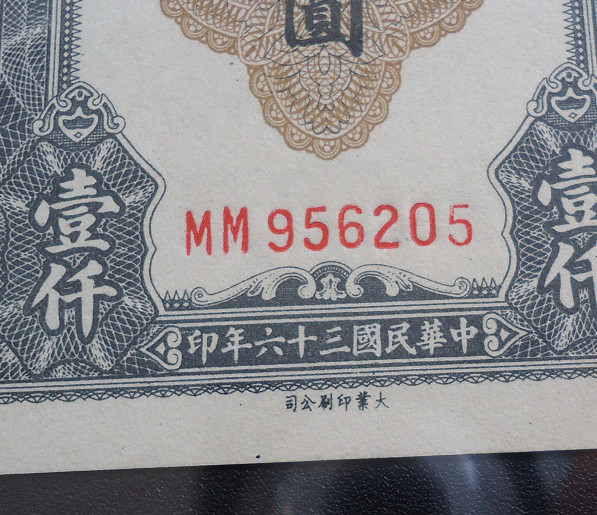 圓
壹仟
MM 956205
壹仟
中華民國三十六年印
大業印刷公司